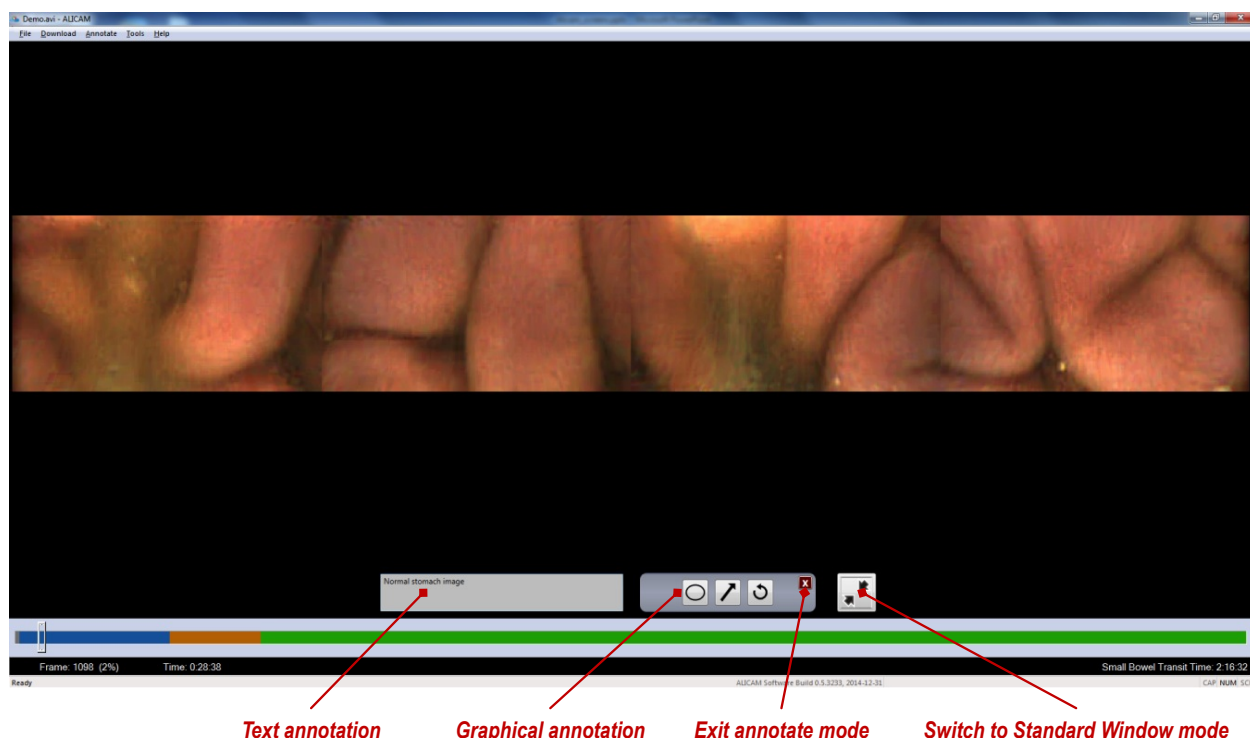 Demo.avi - ALICAM
File Download Annotate Tools Help
Normal stomach image
X
Frame: 1098 (2%) Time: 0:28:38 Small Bowel Transit Time: 2:16:32
Ready ALICAM Software Build 0.5.3233, 2014-12-31 CAP NUM SC
Text annotation Graphical annotation Exit annotate mode Switch to Standard Window mode